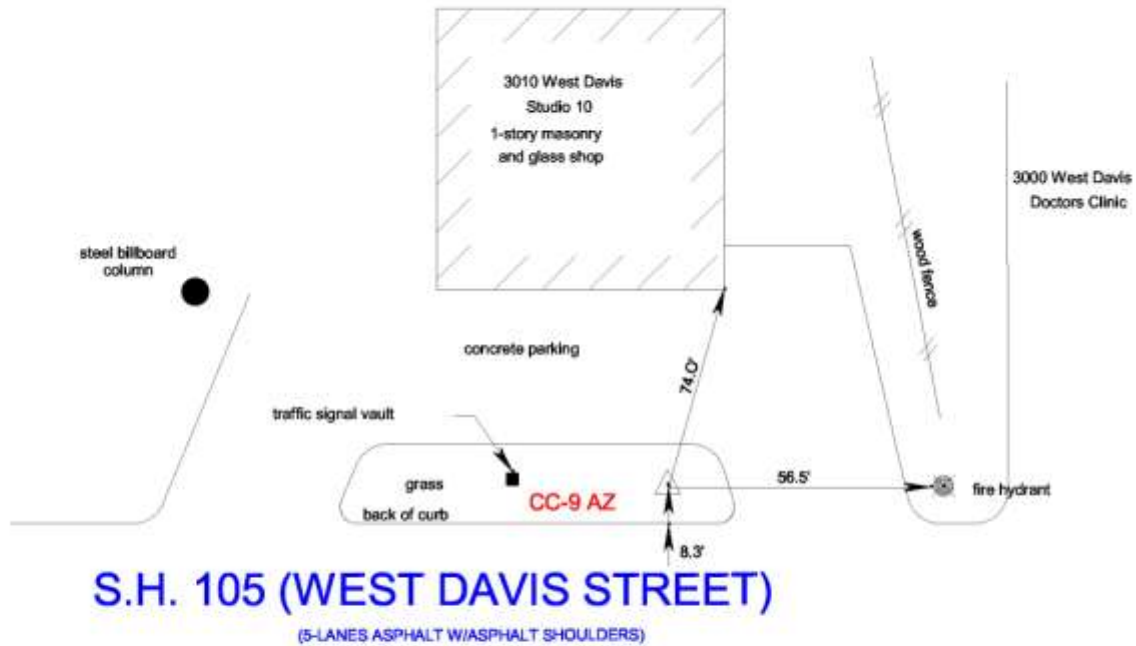 3010 West Davis
Studio 10
1-story masonry
and glass shop
3000 West Davis
Doctors Clinic
wood fence
steel billboard
column
concrete parking
74.0'
traffic signal vault
grass
CC-9 AZ
56.5'
fire hydrant
back of curb
8.3'
S.H. 105 (WEST DAVIS STREET)
(5-LANES ASPHALT W/ASPHALT SHOULDERS)